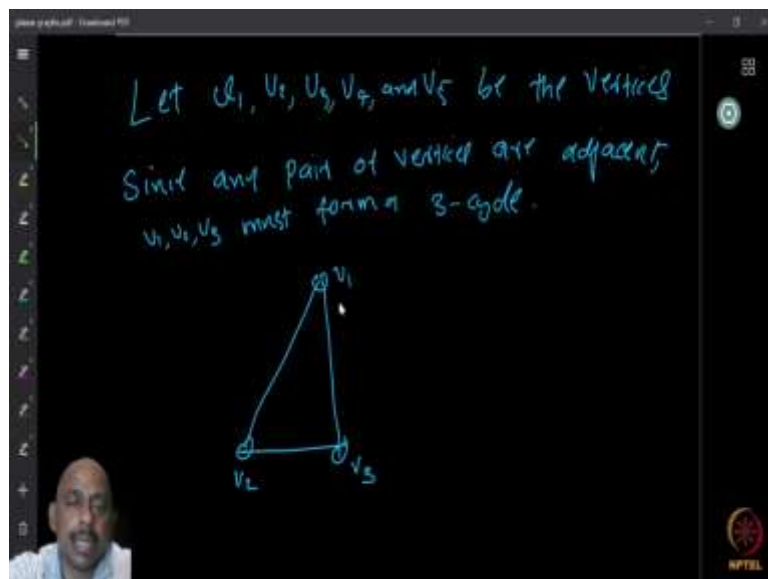 Let v1, v2, v3, v4, and v5 be the vertices
Since any pair of vertices are adjacent,
v1, v2, v3 must form a 3-cycle.
v1
v2
v3
NPTEL